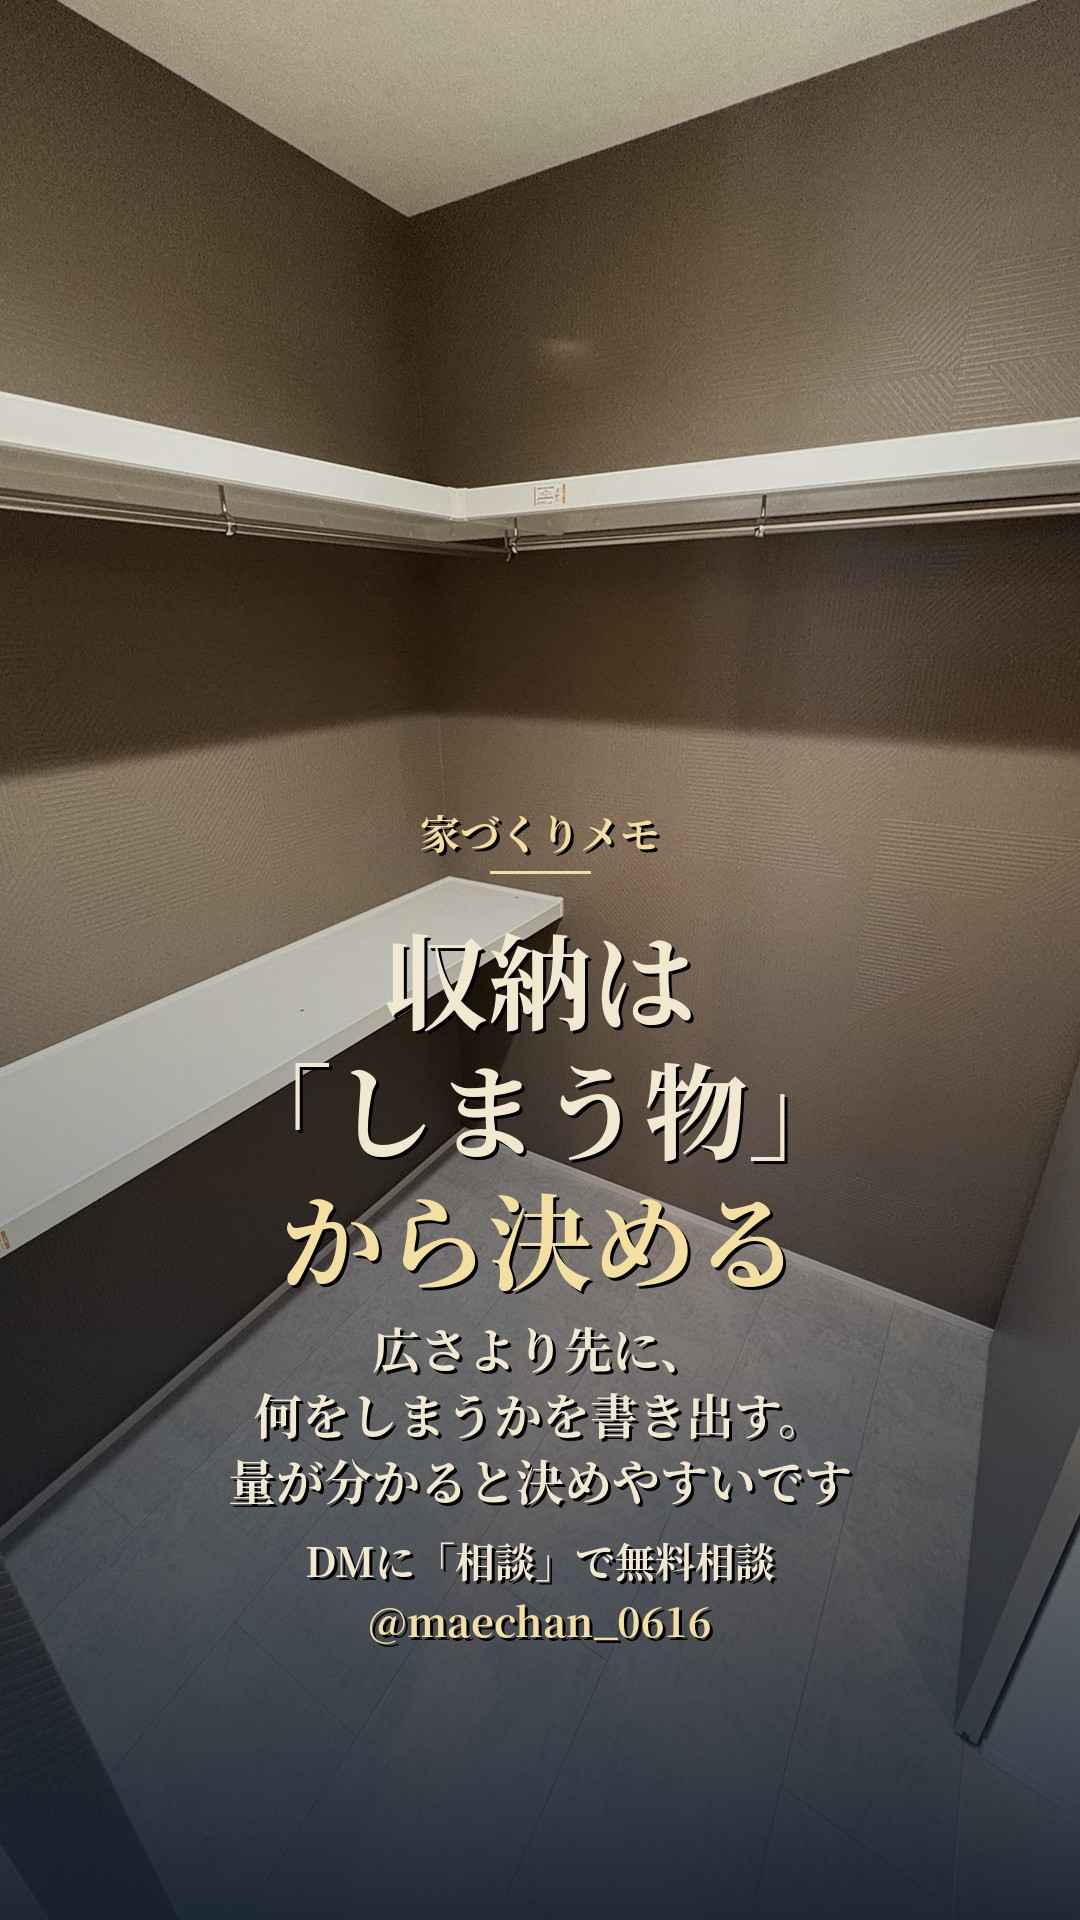 家づくりメモ
収納は
「しまう物」
から決める
広さより先に、
何をしまうかを書き出す。
量が分かると決めやすいです
DMに「相談」で無料相談
@maechan_0616